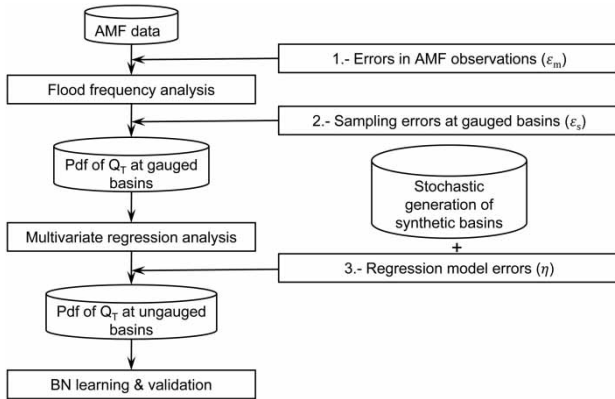 AMF data
1.- Errors in AMF observations (εm)
Flood frequency analysis
2.- Sampling errors at gauged basins (εs)
Pdf of QT at gauged
basins
Stochastic
generation of
synthetic basins
+
Multivariate regression analysis
3.- Regression model errors (η)
Pdf of QT at ungauged
basins
BN learning & validation